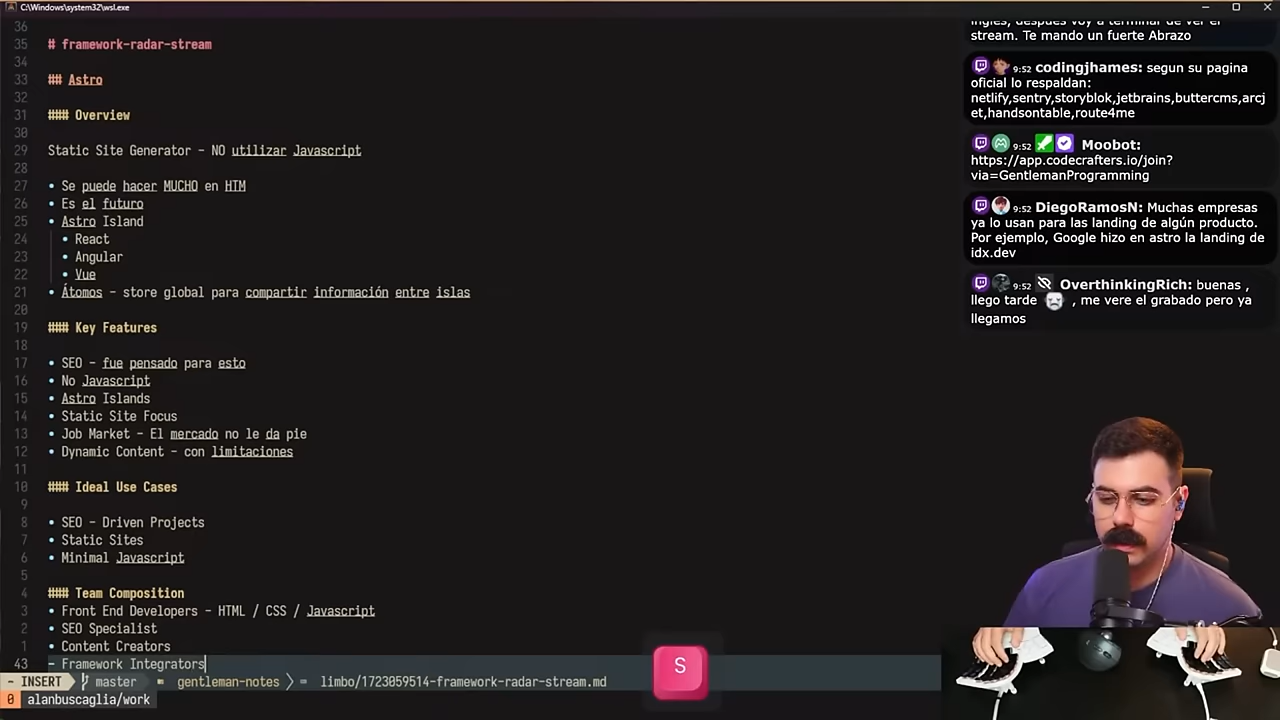 C:\Windows\system32\wsl.exe
36
35 # framework-radar-stream
34
33 ## Astro
32
31 #### Overview
30
29 Static Site Generator - NO utilizar Javascript
28
27 • Se puede hacer MUCHO en HTM
26 • Es el futuro
25 • Astro Island
24 • React
23 • Angular
22 • Vue
21 • Átomos - store global para compartir información entre islas
20
19 #### Key Features
18
17 • SEO - fue pensado para esto
16 • No Javascript
15 • Astro Islands
14 • Static Site Focus
13 • Job Market - El mercado no le da pie
12 • Dynamic Content - con limitaciones
11
10 #### Ideal Use Cases
9
8 • SEO - Driven Projects
7 • Static Sites
6 • Minimal Javascript
5
4 #### Team Composition
3 • Front End Developers - HTML / CSS / Javascript
2 • SEO Specialist
1 • Content Creators
43 - Framework Integrators
- INSERT master gentleman-notes limbo/1723059514-framework-radar-stream.md
0 alanbuscaglia/work
S
ingles, despues voy a terminar de ver el
stream. Te mando un fuerte Abrazo
9:52 codingjhames: segun su pagina
oficial lo respaldan:
netlify,sentry,storyblok,jetbrains,buttercms,arcj
et,handsontable,route4me
9:52 Moobot:
https://app.codecrafters.io/join?
via=GentlemanProgramming
9:52 DiegoRamosN: Muchas empresas
ya lo usan para las landing de algún producto.
Por ejemplo, Google hizo en astro la landing de
idx.dev
9:52 OverthinkingRich: buenas ,
llego tarde , me vere el grabado pero ya
llegamos